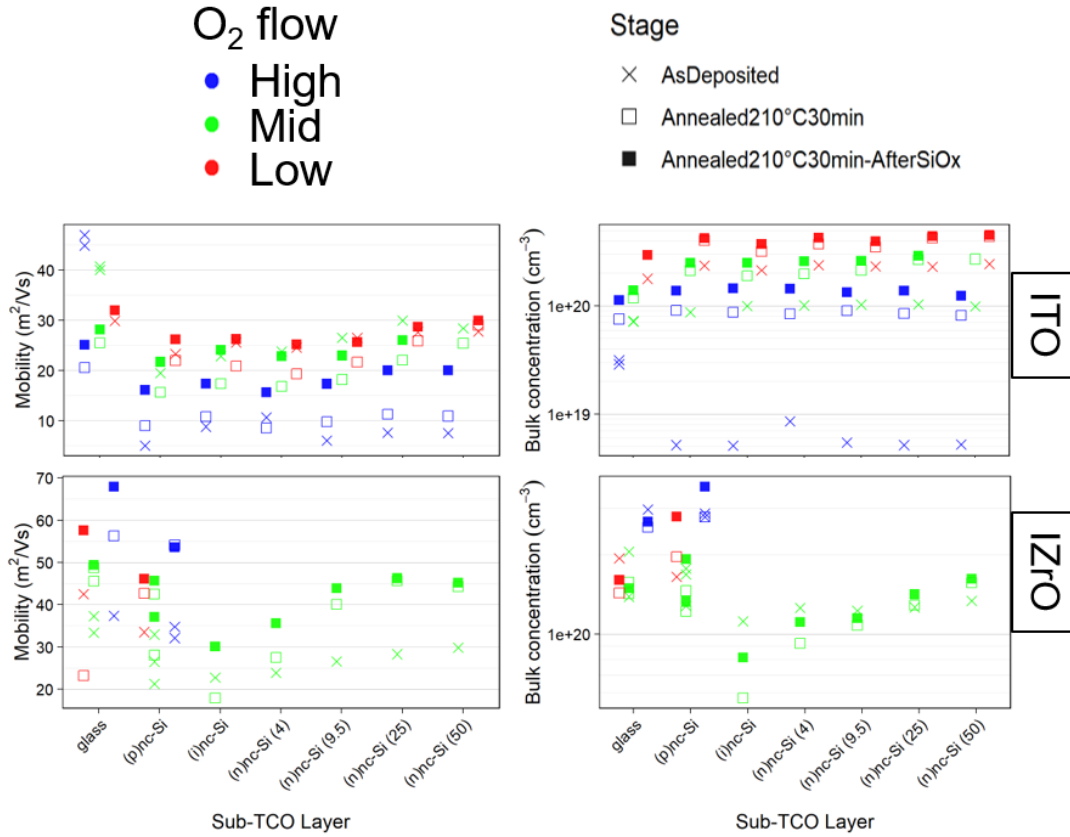 O₂ flow
High
Mid
Low
Stage
AsDeposited
Annealed210°C30min
Annealed210°C30min-AfterSiOx
Mobility (m²/Vs)
40
30
20
10
Bulk concentration (cm⁻³)
1e+20
1e+19
ITO
Mobility (m²/Vs)
70
60
50
40
30
20
Bulk concentration (cm⁻³)
1e+20
IZrO
glass
(p)nc-Si
(i)nc-Si
(n)nc-Si (4)
(n)nc-Si (9.5)
(n)nc-Si (25)
(n)nc-Si (50)
Sub-TCO Layer
glass
(p)nc-Si
(i)nc-Si
(n)nc-Si (4)
(n)nc-Si (9.5)
(n)nc-Si (25)
(n)nc-Si (50)
Sub-TCO Layer